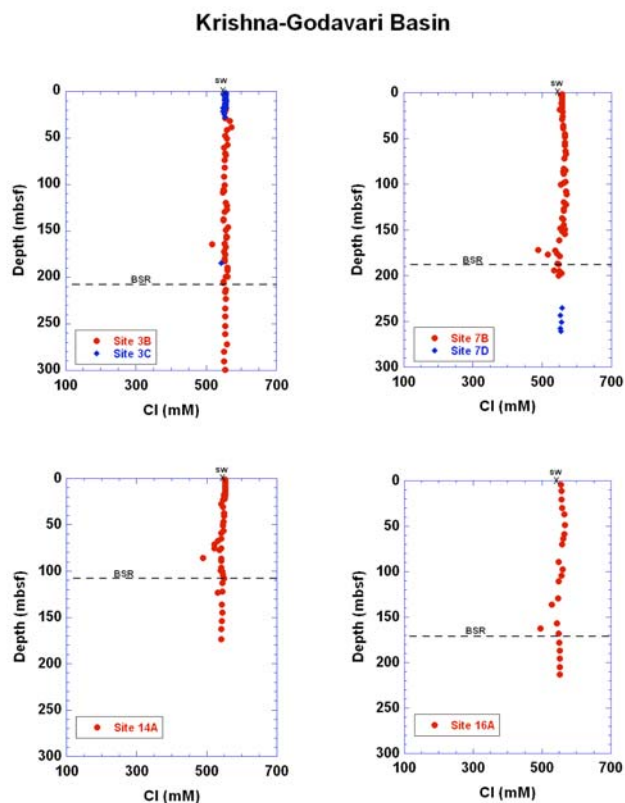 Krishna-Godavari Basin
SW
0
50
100
150
200
250
300
Depth (mbsf)
BSR
Site 3B
Site 3C
100 300 500 700
Cl (mM)
SW
0
50
100
150
200
250
300
Depth (mbsf)
BSR
Site 7B
Site 7D
100 300 500 700
Cl (mM)
SW
0
50
100
150
200
250
300
Depth (mbsf)
BSR
Site 14A
100 300 500 700
Cl (mM)
SW
0
50
100
150
200
250
300
Depth (mbsf)
BSR
Site 16A
100 300 500 700
Cl (mM)